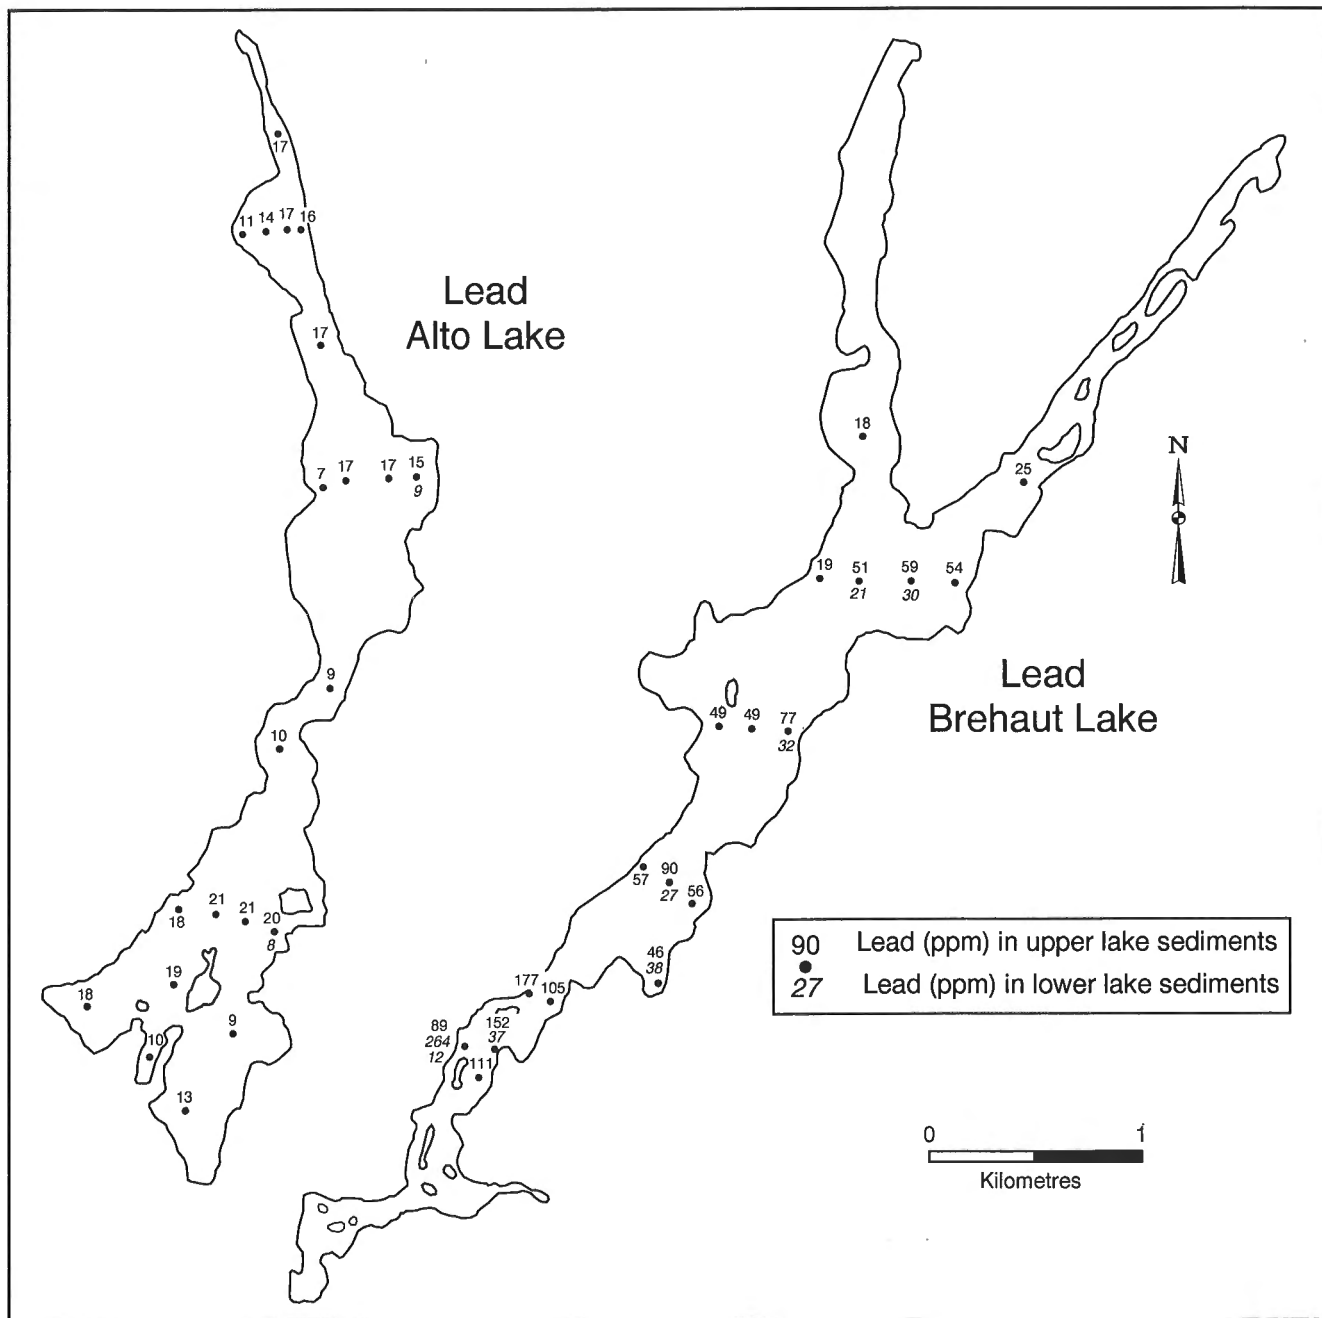 17
11 14 17 16
Lead
Alto Lake
17
18
7 17 17 15
9
25
N
19 51 59 54
21 30
Lead
Brehaut Lake
9
49 49 77
32
10
57 90 56
27
18 21 21 20
8
90 Lead (ppm) in upper lake sediments
27 Lead (ppm) in lower lake sediments
46
38
19
18
177 105
9
89 152
264 37
12
10
111
13
0 1
Kilometres